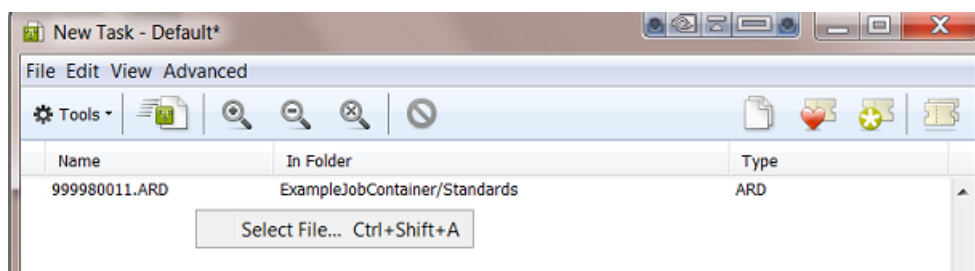 New Task - Default*
File Edit View Advanced
Tools
Name In Folder Type
999980011.ARD ExampleJobContainer/Standards ARD
Select File... Ctrl+Shift+A